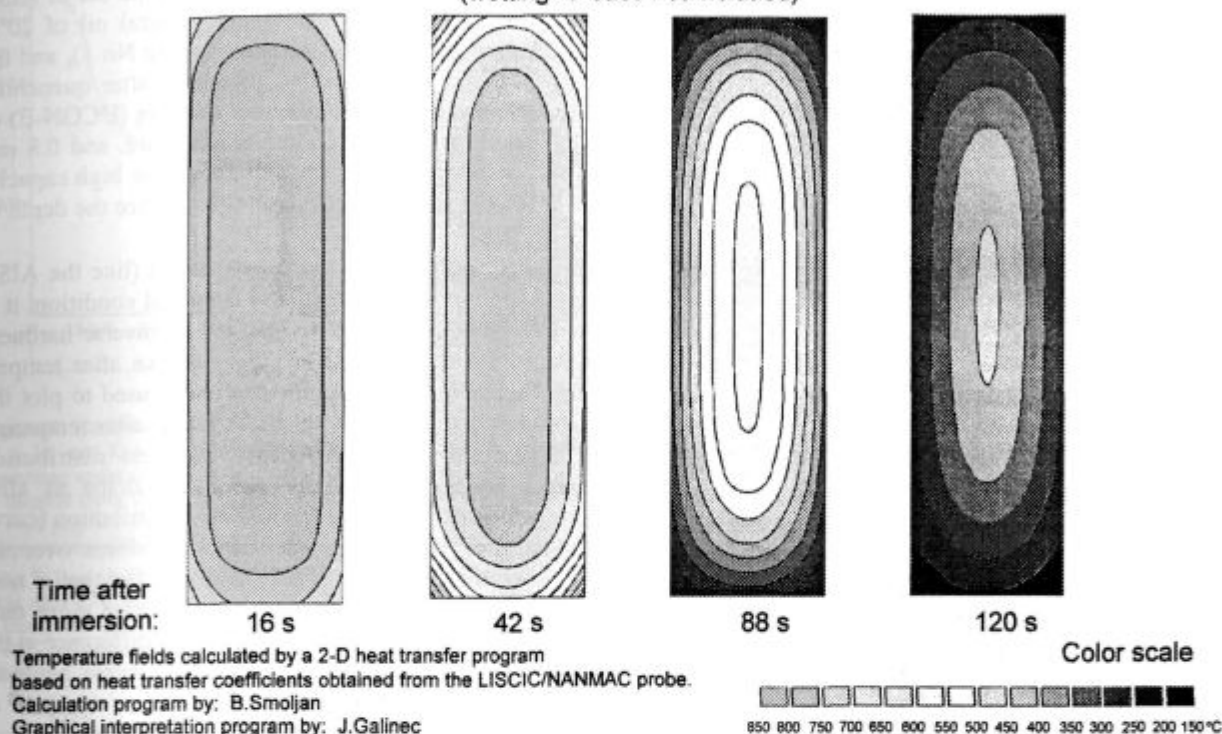 not included)
Time after
immersion: 16 s 42 s 88 s 120 s
Temperature fields calculated by a 2-D heat transfer program
based on heat transfer coefficients obtained from the LISCIC/NANMAC probe.
Calculation program by: B.Smoljan
Graphical interpretation program by: J.Galinec
Color scale
850 800 750 700 650 600 550 500 450 400 350 300 250 200 150°C